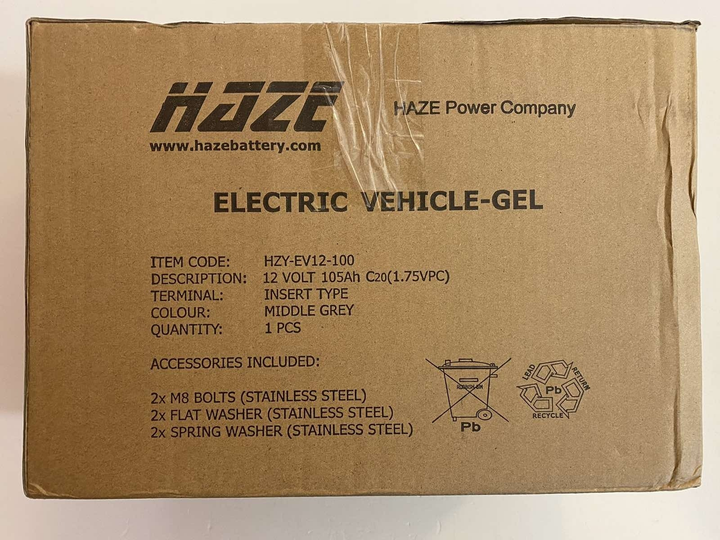 HAZE
HAZE Power Company
www.hazebattery.com
ELECTRIC VEHICLE-GEL
ITEM CODE: HZY-EV12-100
DESCRIPTION: 12 VOLT 105Ah C20(1.75VPC)
TERMINAL: INSERT TYPE
COLOUR: MIDDLE GREY
QUANTITY: 1 PCS
ACCESSORIES INCLUDED:
2x M8 BOLTS (STAINLESS STEEL)
2x FLAT WASHER (STAINLESS STEEL)
2x SPRING WASHER (STAINLESS STEEL)
Pb
LEAD
RETURN
Pb
RECYCLE